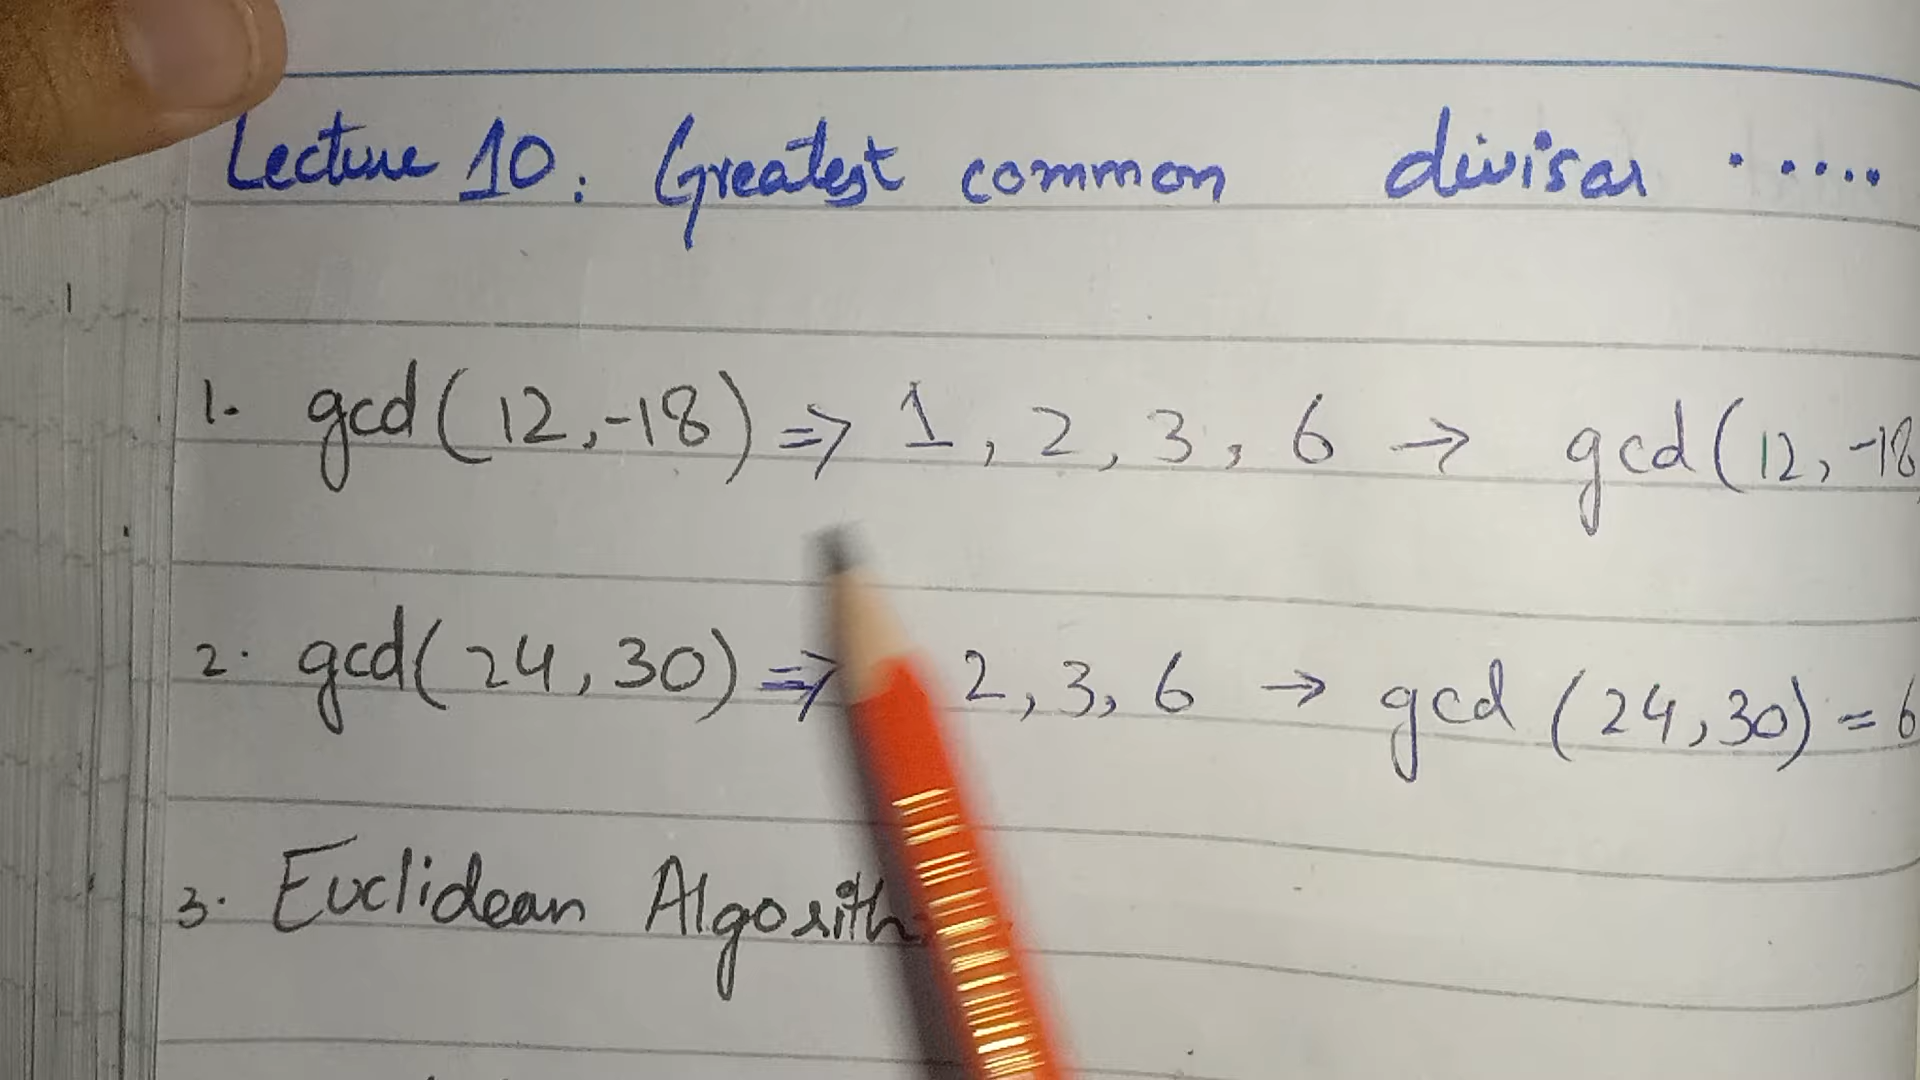 Lecture 10: Greatest common divisor ......
1. gcd(12,-18) => 1, 2, 3, 6 → gcd(12,-18
2. gcd(24,30) => 2, 3, 6 → gcd (24,30) = 6
3. Euclidean